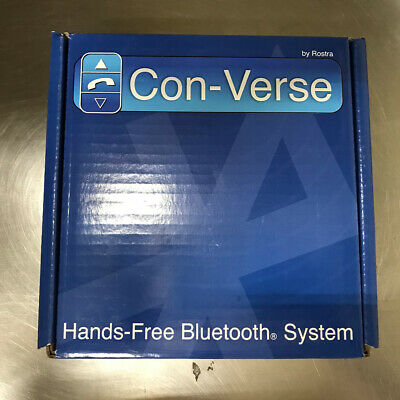 by Rostra
Con-Verse
Hands-Free Bluetooth® System